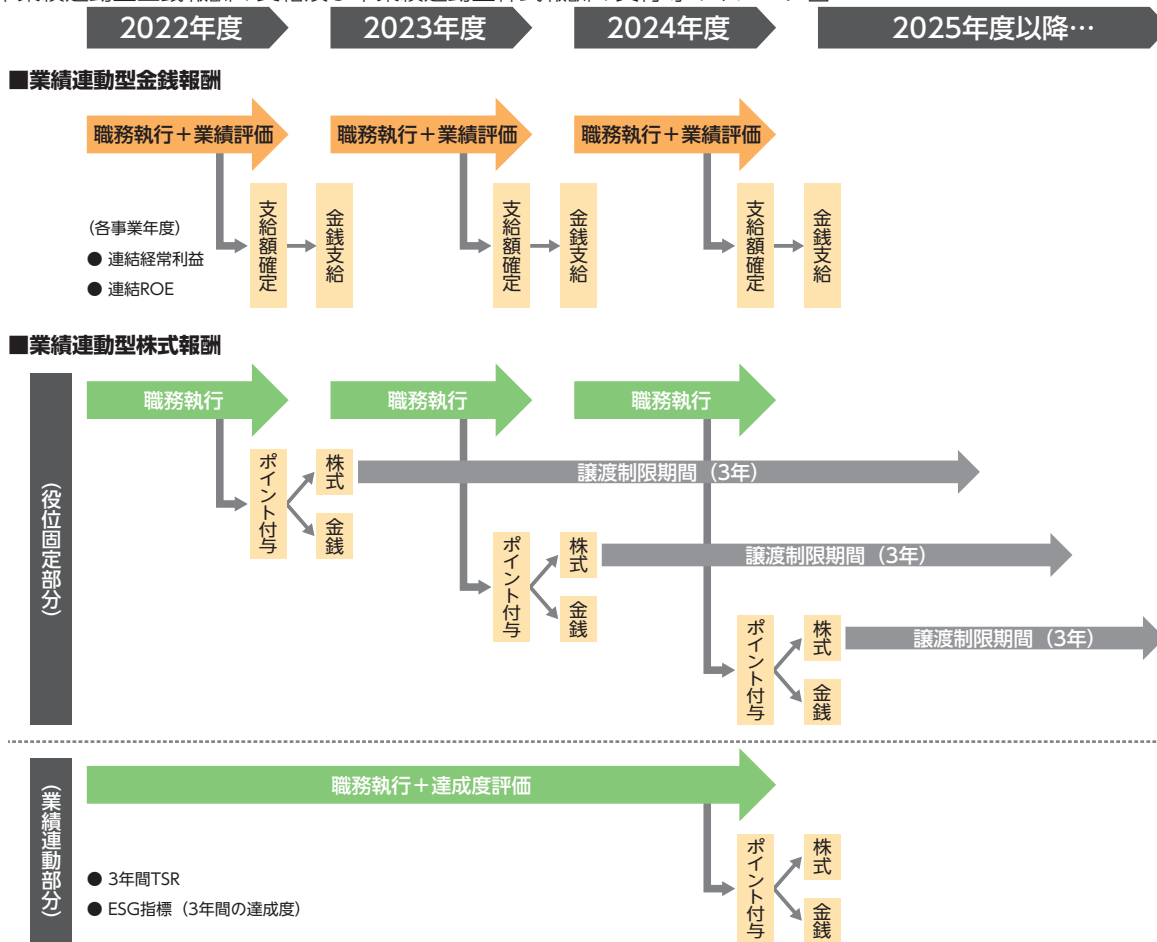 2022年度
2023年度
2024年度
2025年度以降…
■業績連動型金銭報酬
職務執行+業績評価
職務執行+業績評価
職務執行+業績評価
(各事業年度)
● 連結経常利益
● 連結ROE
支給額確定
金銭支給
支給額確定
金銭支給
支給額確定
金銭支給
■業績連動型株式報酬
(役位固定部分)
職務執行
職務執行
職務執行
ポイント付与
株式
金銭
譲渡制限期間(3年)
ポイント付与
株式
金銭
譲渡制限期間(3年)
ポイント付与
株式
金銭
譲渡制限期間(3年)
(業績連動部分)
職務執行+達成度評価
● 3年間TSR
● ESG指標(3年間の達成度)
ポイント付与
株式
金銭